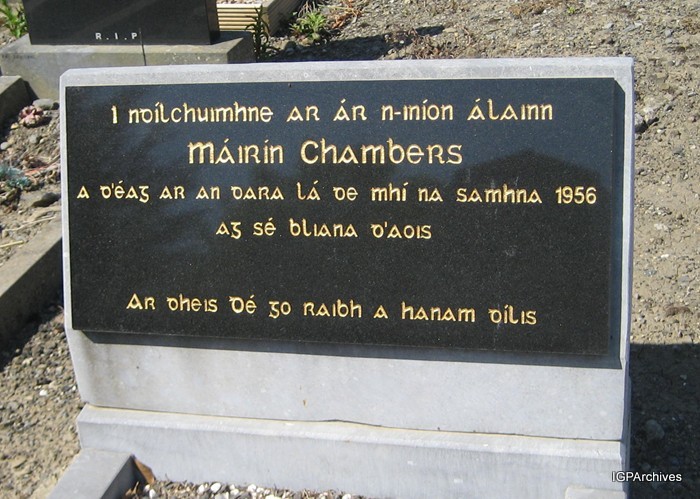 R.I.P
I ndílchuimhne ar ár n-iníon álainn
Máirín Chambers
a d'éag ar an dara lá de mhí na Samhna 1956
ag sé bliana d'aois
Ar dheis Dé go raibh a hanam dílis
IGPArchives